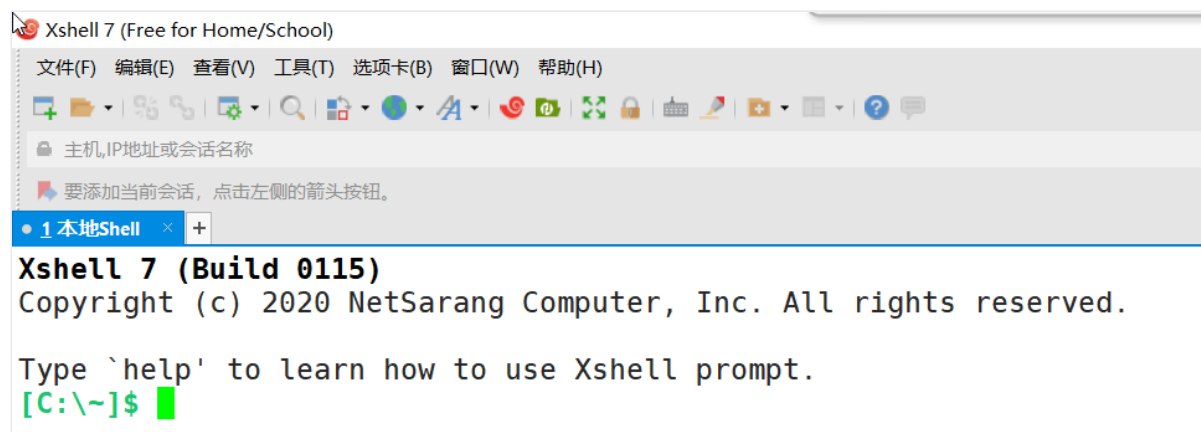 Xshell 7 (Free for Home/School)
文件(F) 编辑(E) 查看(V) 工具(T) 选项卡(B) 窗口(W) 帮助(H)
主机,IP地址或会话名称
要添加当前会话，点击左侧的箭头按钮。
1 本地Shell × +
Xshell 7 (Build 0115)
Copyright (c) 2020 NetSarang Computer, Inc. All rights reserved.
Type `help' to learn how to use Xshell prompt.
[C:\~]$